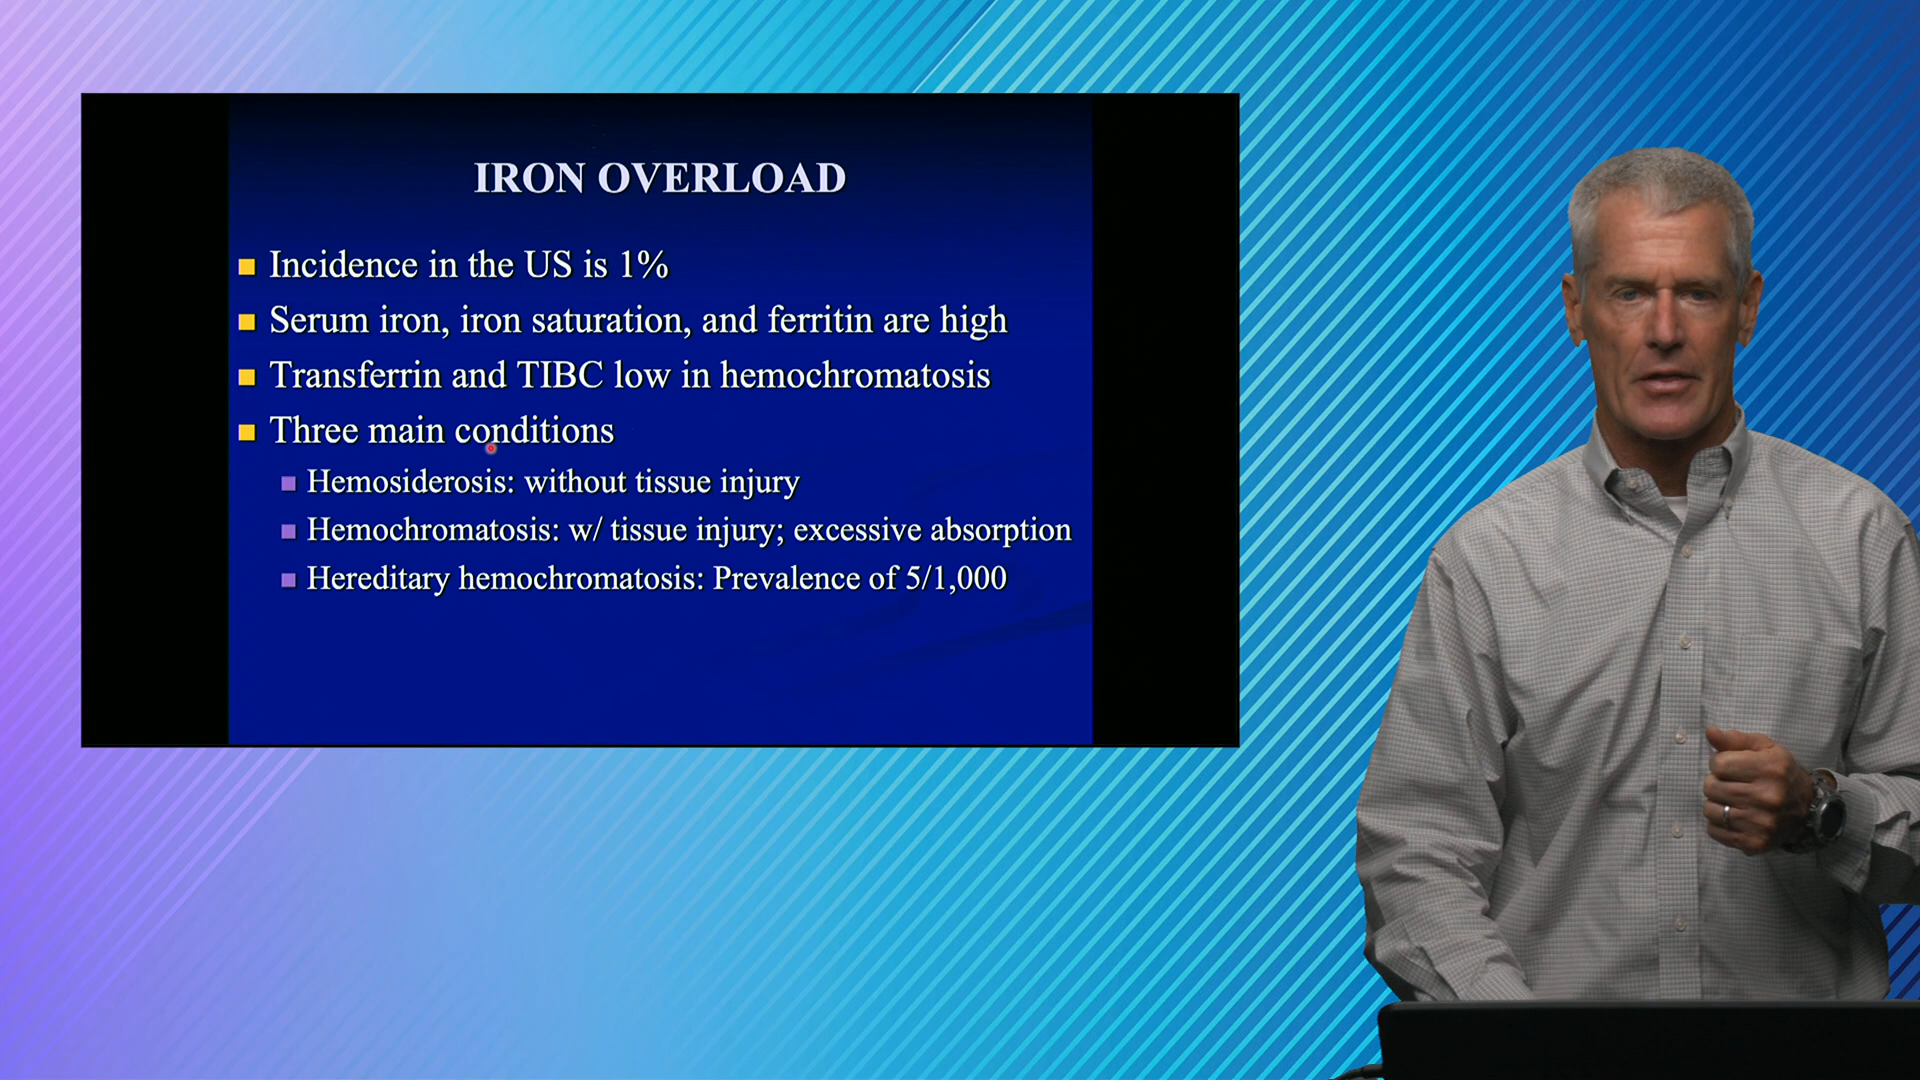 IRON OVERLOAD
Incidence in the US is 1%
Serum iron, iron saturation, and ferritin are high
Transferrin and TIBC low in hemochromatosis
Three main conditions
Hemosiderosis: without tissue injury
Hemochromatosis: w/ tissue injury; excessive absorption
Hereditary hemochromatosis: Prevalence of 5/1,000